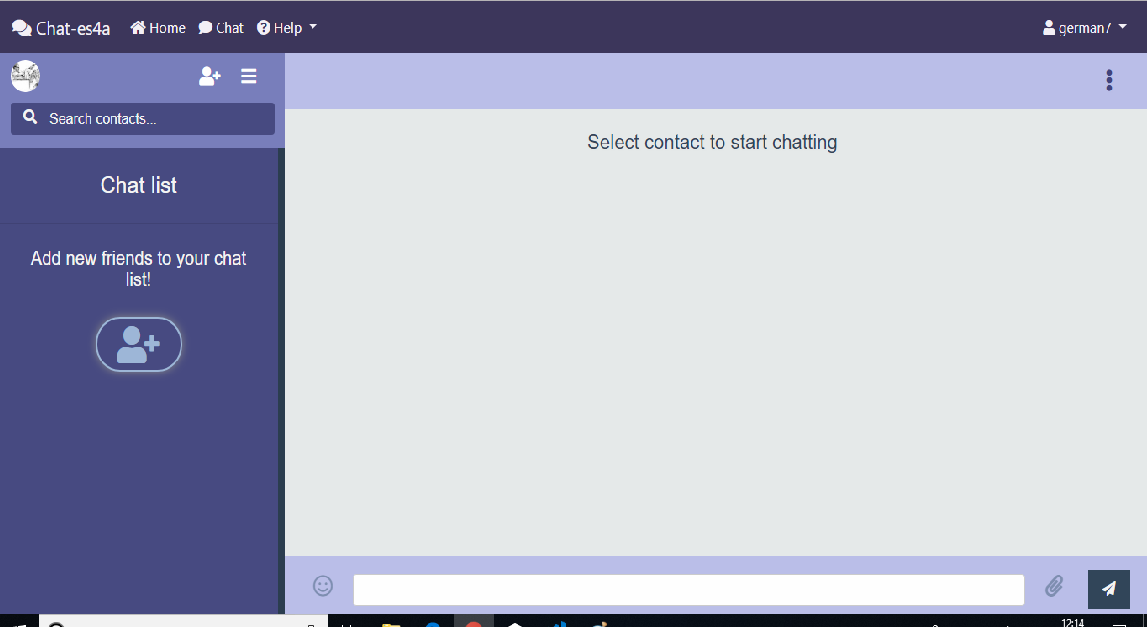 Chat-es4a
Home
Chat
Help
german7
Search contacts...
Chat list
Add new friends to your chat
list!
Select contact to start chatting
12:14